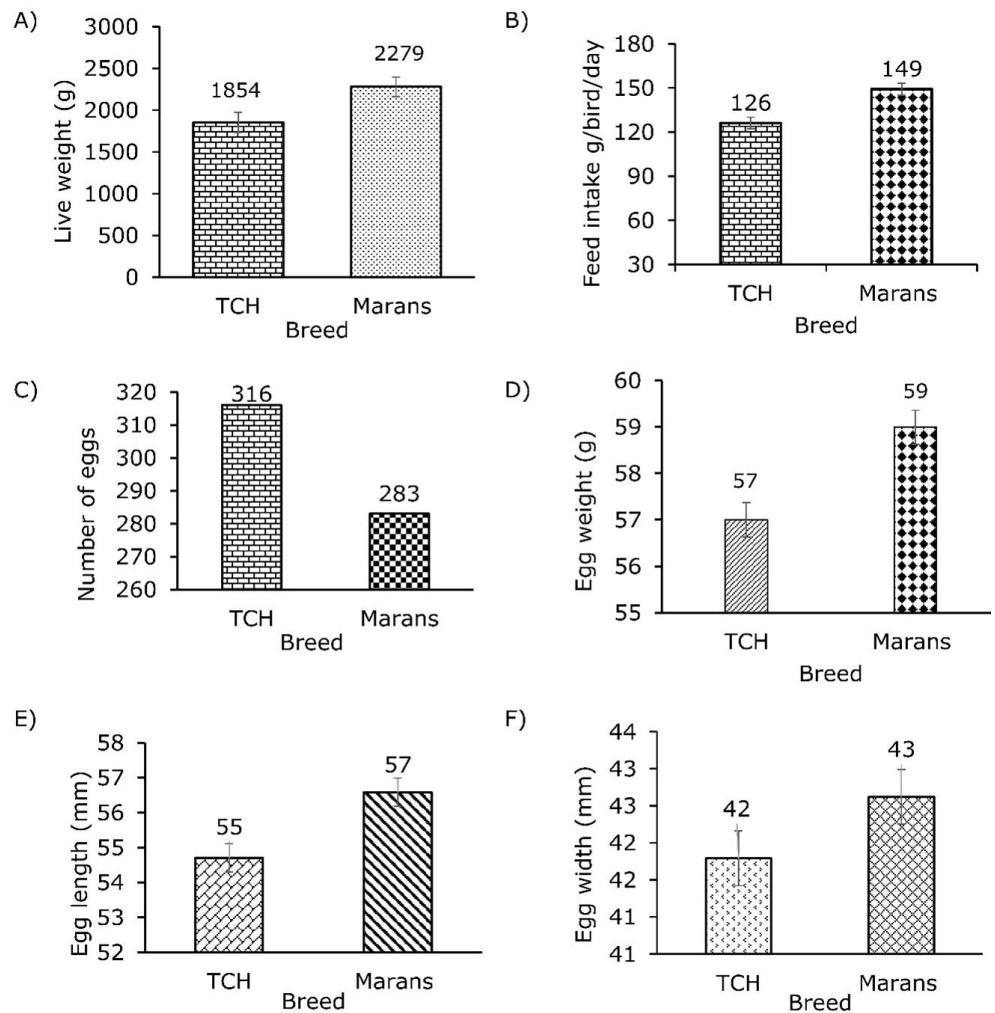 A)
Live weight (g)
3000
2500
2000
1500
1000
500
0
1854
2279
TCH
Marans
Breed
B)
Feed intake g/bird/day
180
150
120
90
60
30
126
149
TCH
Marans
Breed
C)
Number of eggs
320
310
300
290
280
270
260
316
283
TCH
Marans
Breed
D)
Egg weight (g)
60
59
58
57
56
55
57
59
TCH
Marans
Breed
E)
Egg length (mm)
58
57
56
55
54
53
52
55
57
TCH
Marans
Breed
F)
Egg width (mm)
44
43
43
42
42
41
41
42
43
TCH
Marans
Breed